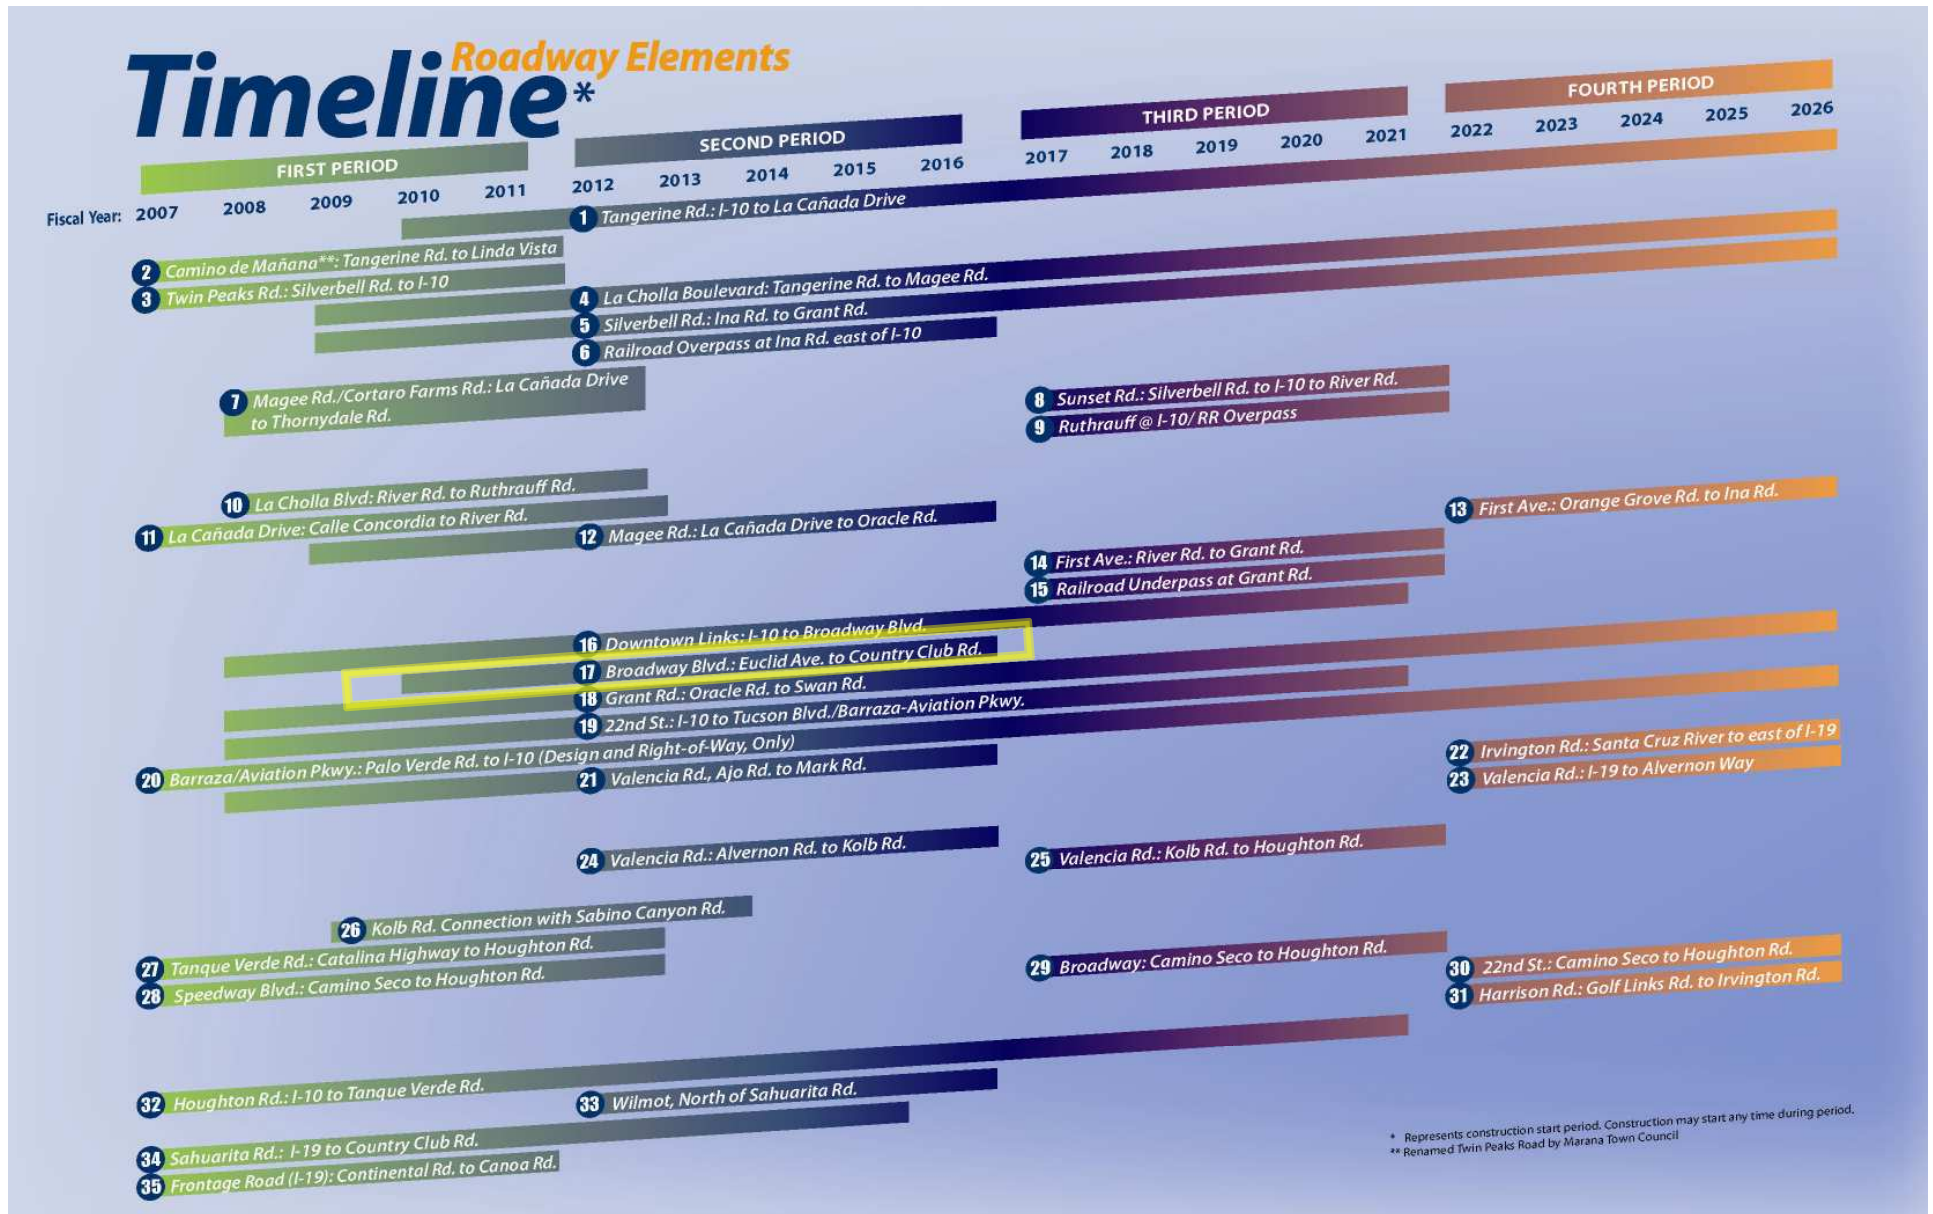 Roadway Elements
Timeline*
FIRST PERIOD
SECOND PERIOD
THIRD PERIOD
FOURTH PERIOD
Fiscal Year: 2007 2008 2009 2010 2011 2012 2013 2014 2015 2016 2017 2018 2019 2020 2021 2022 2023 2024 2025 2026
1 Tangerine Rd.: I-10 to La Cañada Drive
2 Camino de Mañana**: Tangerine Rd. to Linda Vista
3 Twin Peaks Rd.: Silverbell Rd. to I-10
4 La Cholla Boulevard: Tangerine Rd. to Magee Rd.
5 Silverbell Rd.: Ina Rd. to Grant Rd.
6 Railroad Overpass at Ina Rd. east of I-10
7 Magee Rd./Cortaro Farms Rd.: La Cañada Drive
to Thornydale Rd.
8 Sunset Rd.: Silverbell Rd. to I-10 to River Rd.
9 Ruthrauff @ I-10/ RR Overpass
10 La Cholla Blvd: River Rd. to Ruthrauff Rd.
11 La Cañada Drive: Calle Concordia to River Rd.
12 Magee Rd.: La Cañada Drive to Oracle Rd.
13 First Ave.: Orange Grove Rd. to Ina Rd.
14 First Ave.: River Rd. to Grant Rd.
15 Railroad Underpass at Grant Rd.
16 Downtown Links: I-10 to Broadway Blvd.
17 Broadway Blvd.: Euclid Ave. to Country Club Rd.
18 Grant Rd.: Oracle Rd. to Swan Rd.
19 22nd St.: I-10 to Tucson Blvd./Barraza-Aviation Pkwy.
20 Barraza/Aviation Pkwy.: Palo Verde Rd. to I-10 (Design and Right-of-Way, Only)
21 Valencia Rd., Ajo Rd. to Mark Rd.
22 Irvington Rd.: Santa Cruz River to east of I-19
23 Valencia Rd.: I-19 to Alvernon Way
24 Valencia Rd.: Alvernon Rd. to Kolb Rd.
25 Valencia Rd.: Kolb Rd. to Houghton Rd.
26 Kolb Rd. Connection with Sabino Canyon Rd.
27 Tanque Verde Rd.: Catalina Highway to Houghton Rd.
28 Speedway Blvd.: Camino Seco to Houghton Rd.
29 Broadway: Camino Seco to Houghton Rd.
30 22nd St.: Camino Seco to Houghton Rd.
31 Harrison Rd.: Golf Links Rd. to Irvington Rd.
32 Houghton Rd.: I-10 to Tanque Verde Rd.
33 Wilmot, North of Sahuarita Rd.
34 Sahuarita Rd.: I-19 to Country Club Rd.
35 Frontage Road (I-19): Continental Rd. to Canoa Rd.
* Represents construction start period. Construction may start any time during period.
** Renamed Twin Peaks Road by Marana Town Council